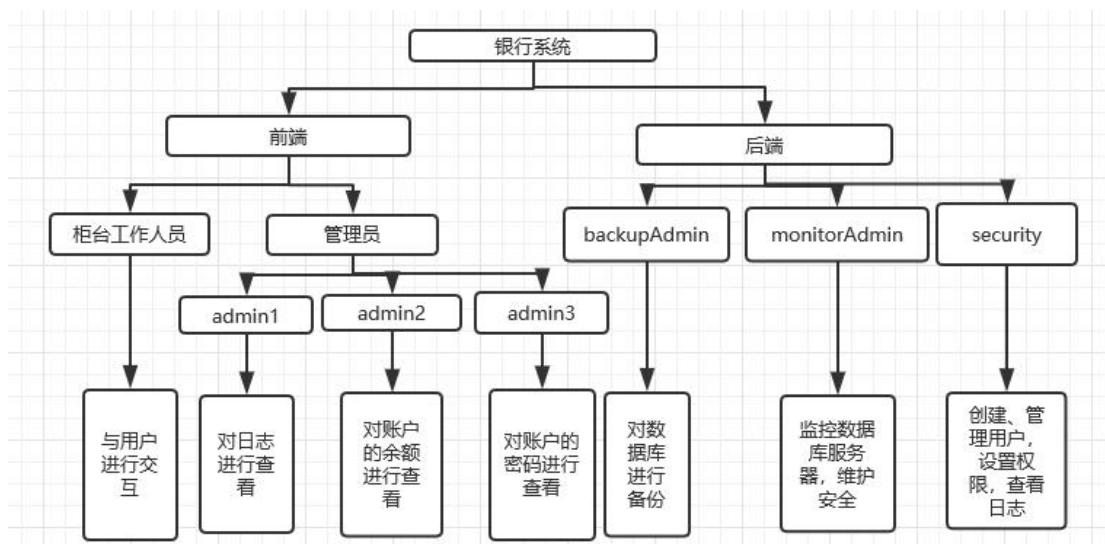 银行系统
前端
后端
柜台工作人员
管理员
backupAdmin
monitorAdmin
security
admin1
admin2
admin3
与用户
进行交
互
对日志
进行查
看
对账户
的余额
进行查
看
对账户的
密码进行
查看
对数
据库
进行
备份
监控数据
库服务
器，维护
安全
创建、管
理用户，
设置权
限，查看
日志